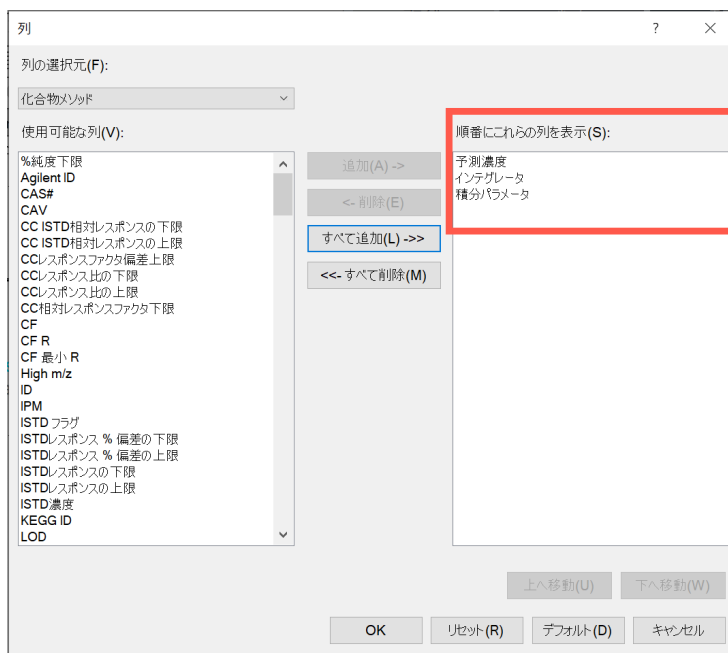 列
?
列の選択元(F):
化合物メソッド
使用可能な列(V):
%純度下限
Agilent ID
CAS#
CAV
CC ISTD相対レスポンスの下限
CC ISTD相対レスポンスの上限
CCレスポンスファクタ偏差上限
CCレスポンス比の下限
CCレスポンス比の上限
CC相対レスポンスファクタ下限
CF
CF R
CF 最小 R
High m/z
ID
IPM
ISTD フラグ
ISTDレスポンス % 偏差の下限
ISTDレスポンス % 偏差の上限
ISTDレスポンスの下限
ISTDレスポンスの上限
ISTD濃度
KEGG ID
LOD
追加(A) ->
<- 削除(E)
すべて追加(L) ->>
<<- すべて削除(M)
順番にこれらの列を表示(S):
予測濃度
インテグレータ
積分パラメータ
上へ移動(U)
下へ移動(W)
OK
リセット(R)
デフォルト(D)
キャンセル